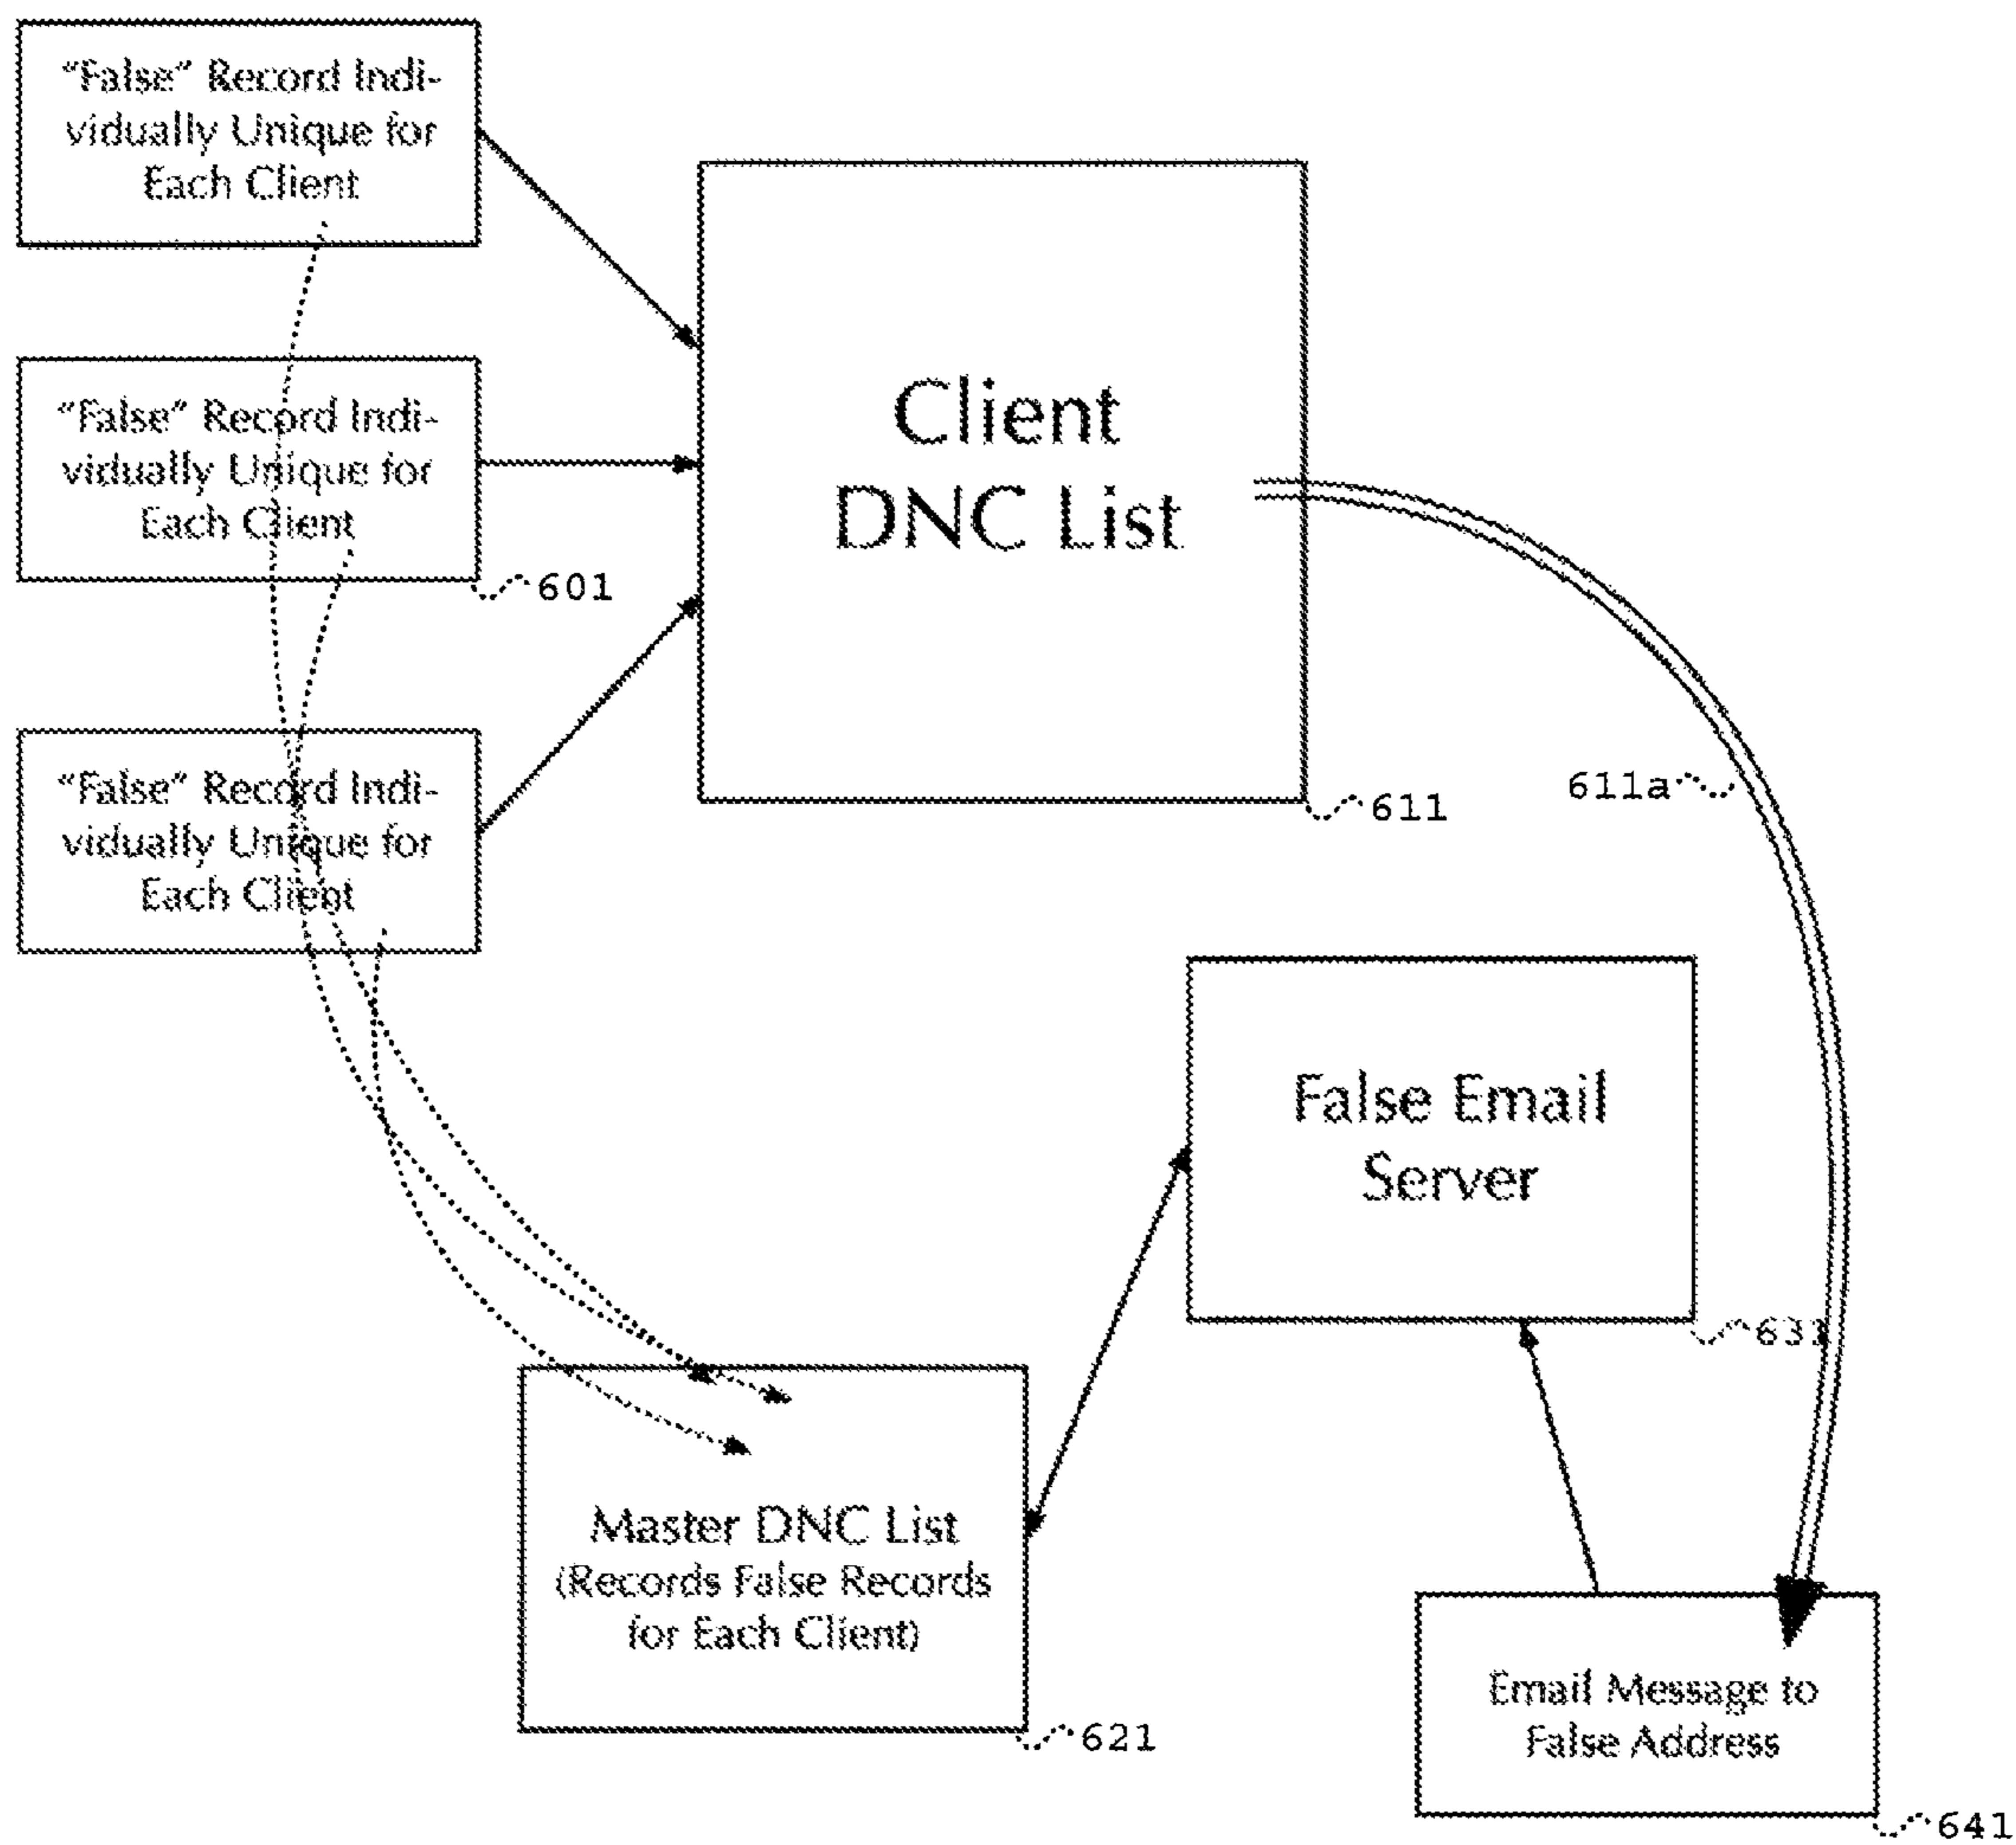 “False” Record Indi-
vidually Unique for
Each Client
“False” Record Indi-
vidually Unique for
Each Client
601
“False” Record Indi-
vidually Unique for
Each Client
Client
DNC List
611
611a
False Email
Server
631
Master DNC List
(Records False Records
for Each Client)
621
Email Message to
False Address
641